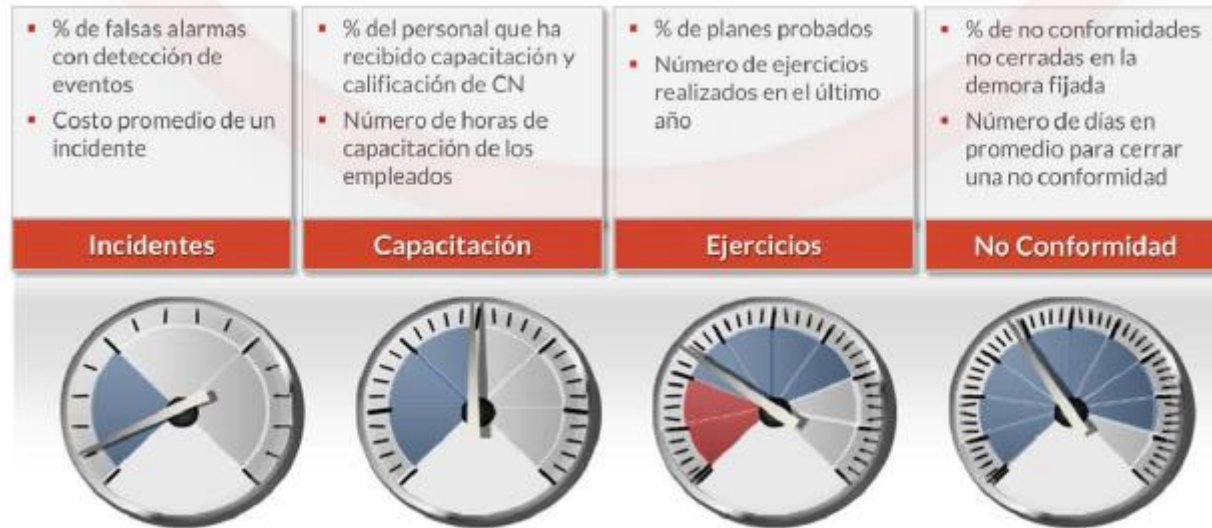 ▪ % de falsas alarmas
con detección de
eventos
▪ Costo promedio de un
incidente
Incidentes
▪ % del personal que ha
recibido capacitación y
calificación de CN
▪ Número de horas de
capacitación de los
empleados
Capacitación
▪ % de planes probados
▪ Número de ejercicios
realizados en el último
año
Ejercicios
▪ % de no conformidades
no cerradas en la
demora fijada
▪ Número de días en
promedio para cerrar
una no conformidad
No Conformidad